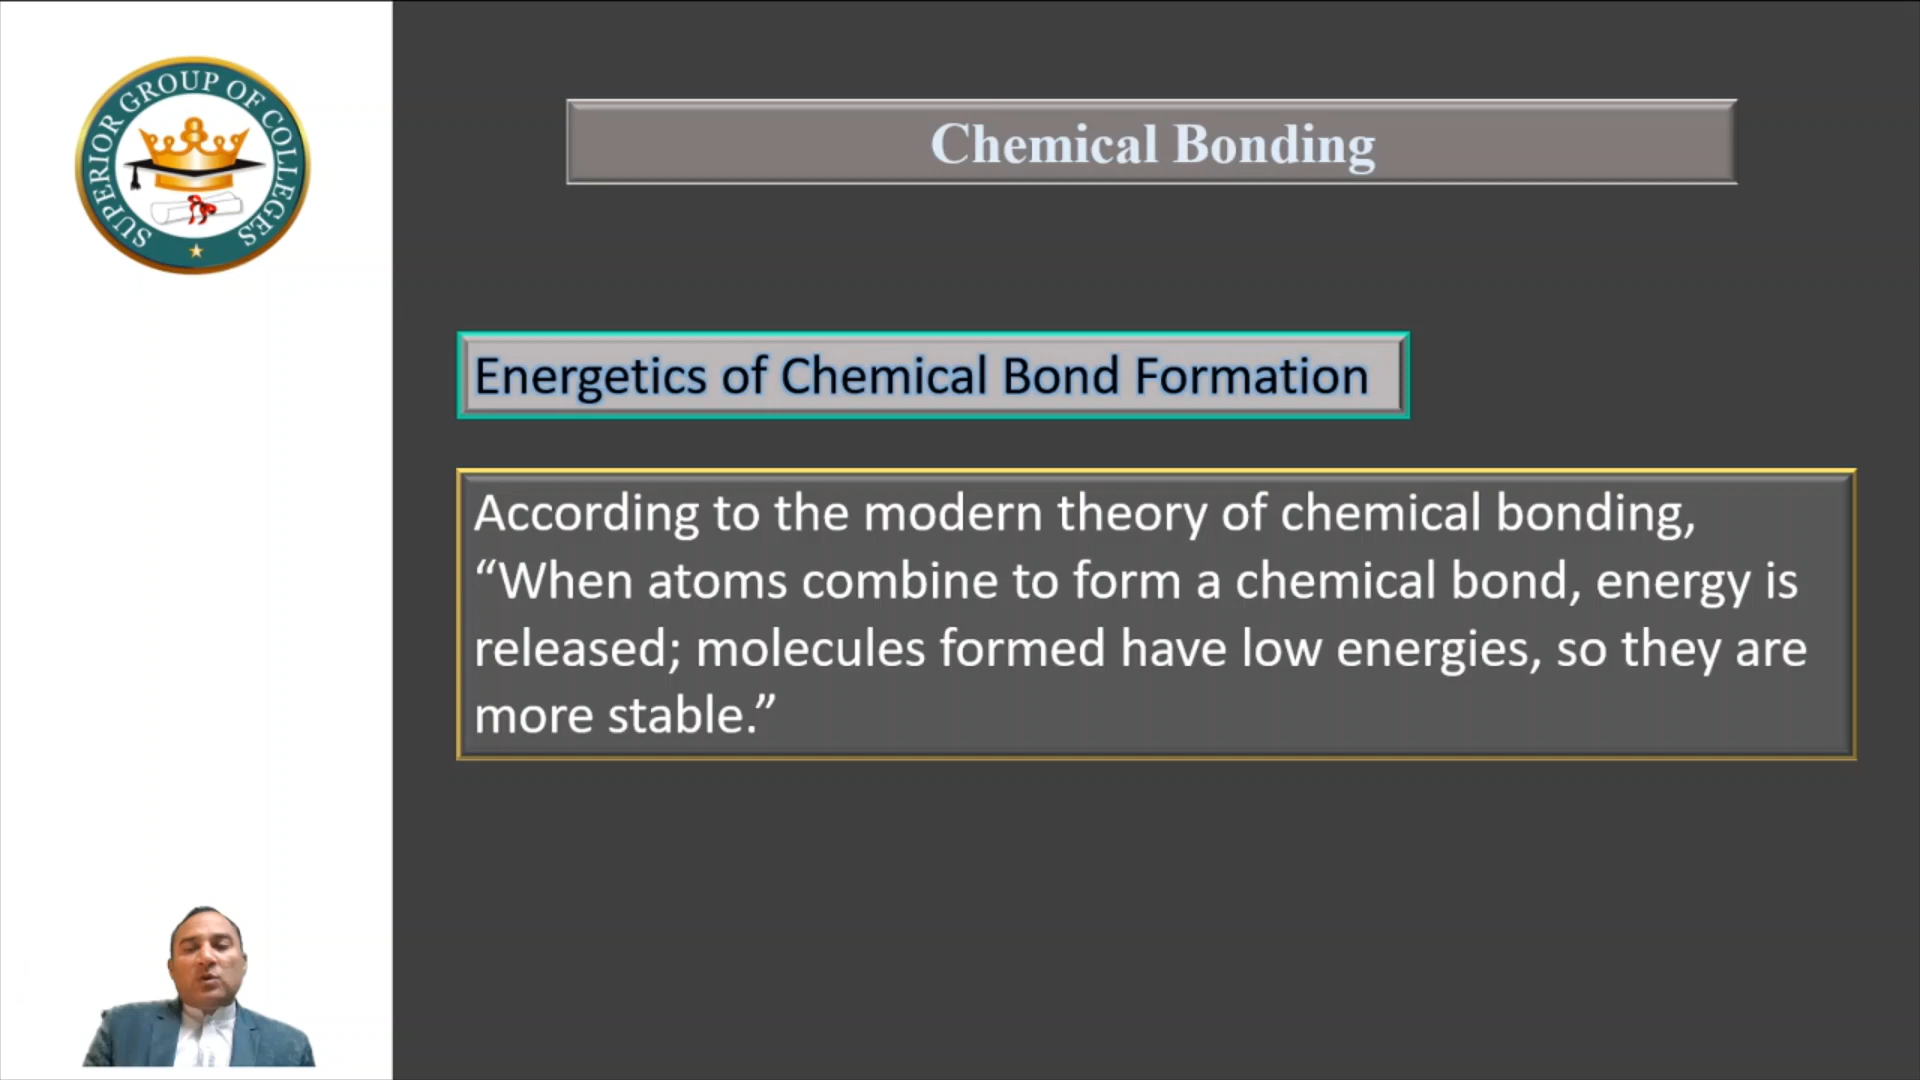 SUPERIOR GROUP OF COLLEGES
Chemical Bonding
Energetics of Chemical Bond Formation
According to the modern theory of chemical bonding,
“When atoms combine to form a chemical bond, energy is
released; molecules formed have low energies, so they are
more stable.”